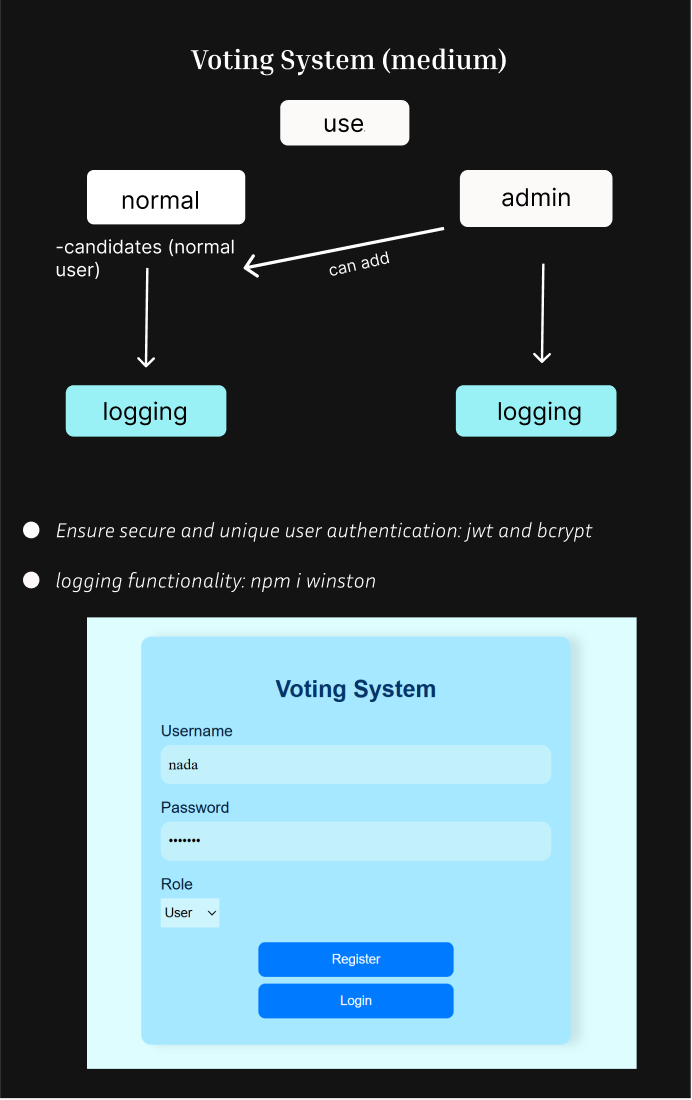 Voting System (medium)
use
normal
admin
-candidates (normal
user)
can add
logging
logging
Ensure secure and unique user authentication: jwt and bcrypt
logging functionality: npm i winston
Voting System
Username
nada
Password
•••••••
Role
User
Register
Login